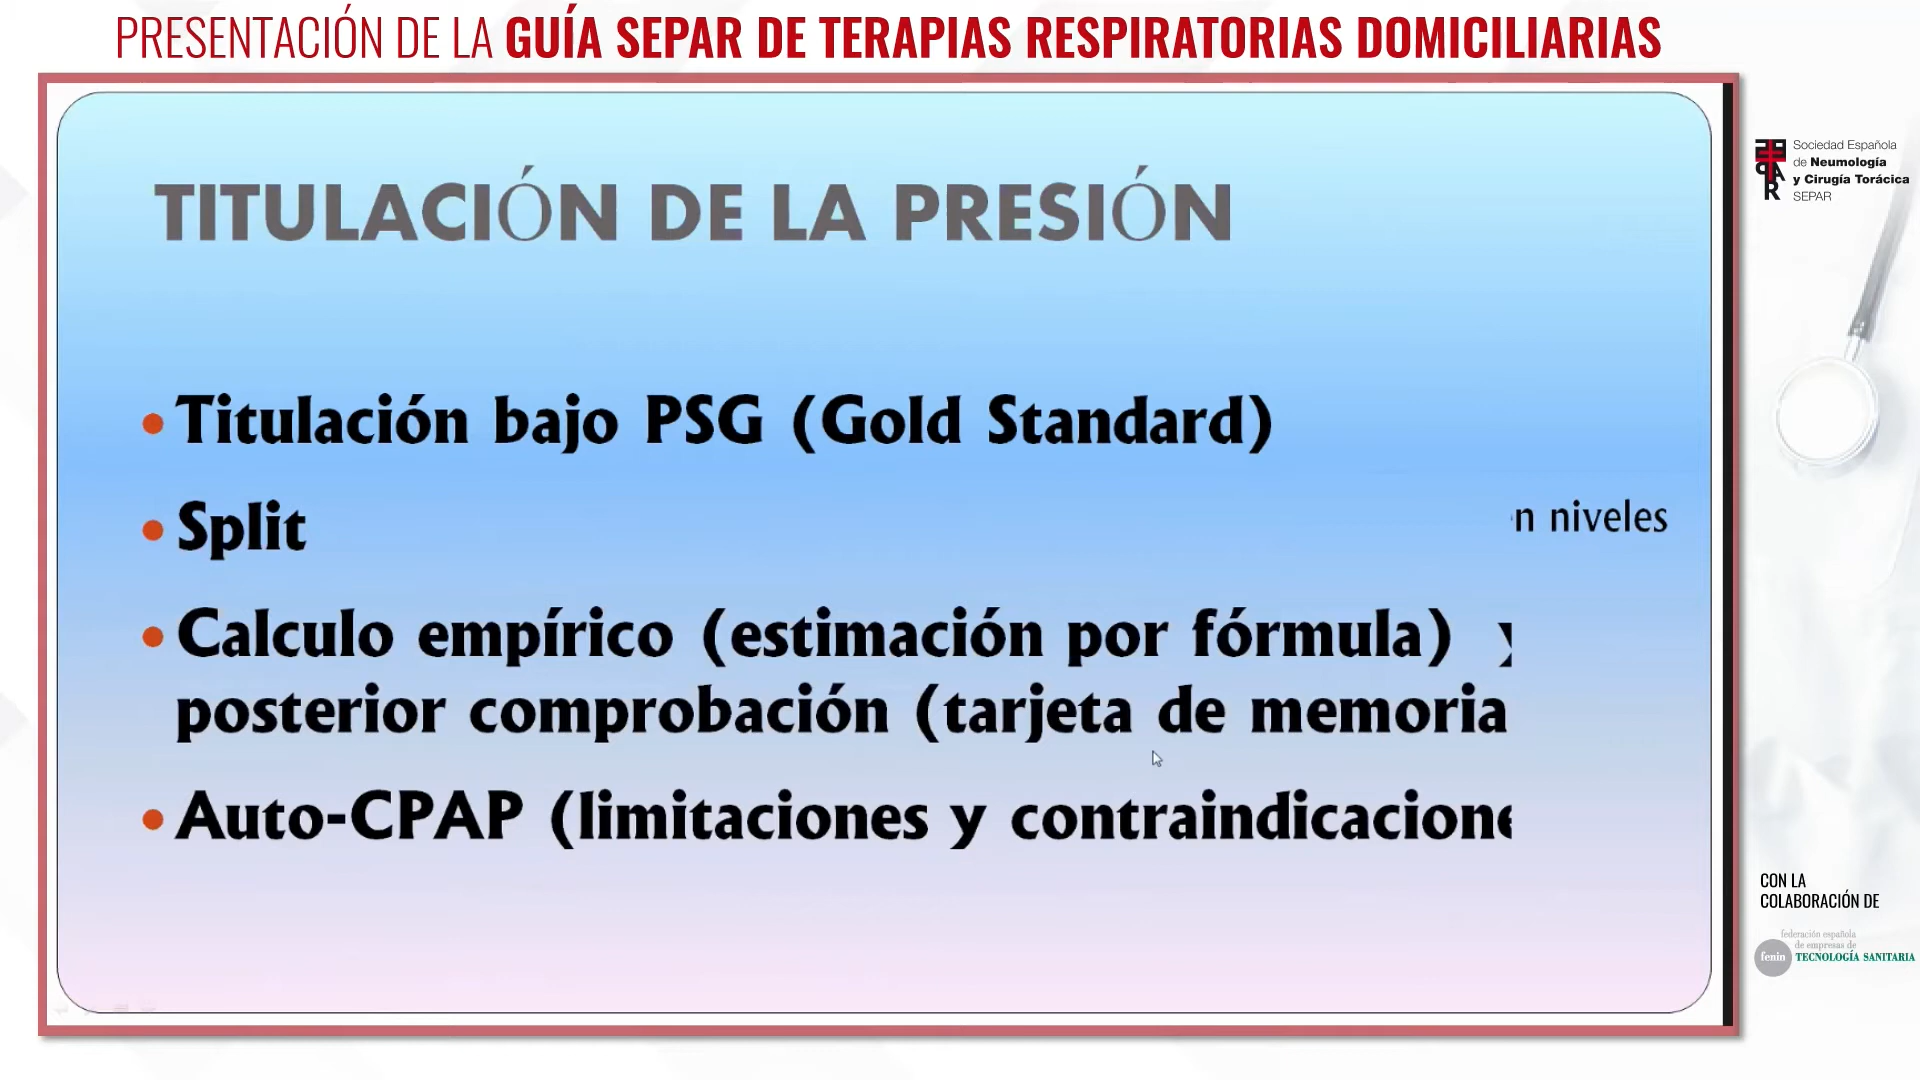 PRESENTACIÓN DE LA GUÍA SEPAR DE TERAPIAS RESPIRATORIAS DOMICILIARIAS
TITULACIÓN DE LA PRESIÓN
• Titulación bajo PSG (Gold Standard)
• Split
n niveles
• Calculo empírico (estimación por fórmula) y
posterior comprobación (tarjeta de memoria
• Auto-CPAP (limitaciones y contraindicacione
SEPAR
Sociedad Española
de Neumología
y Cirugía Torácica
SEPAR
CON LA
COLABORACIÓN DE
federación española
de empresas de
fenin TECNOLOGÍA SANITARIA